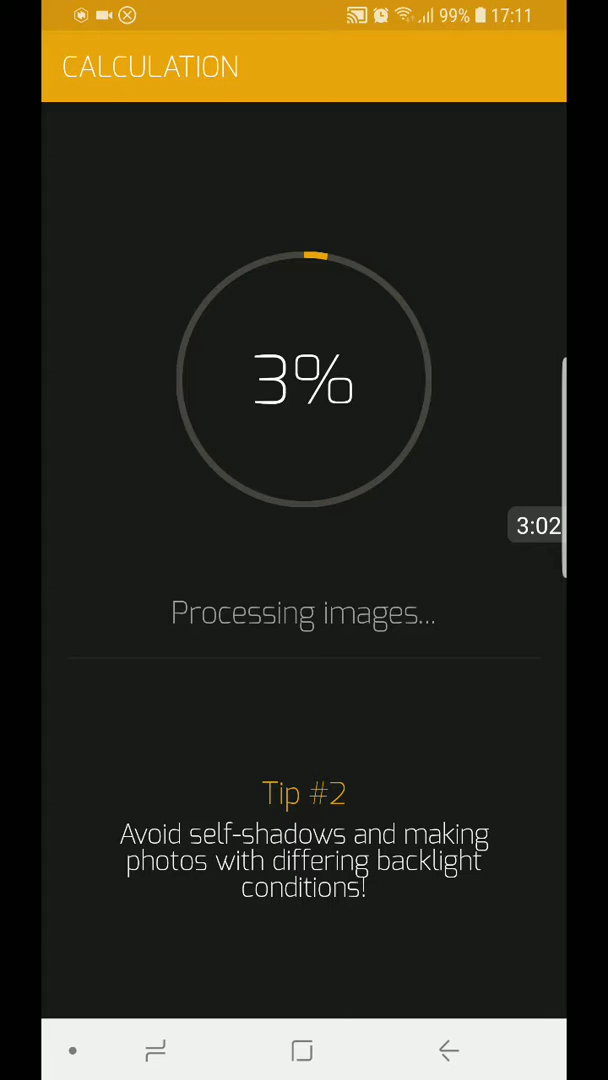 99% 17:11
CALCULATION
3%
3:02
Processing images...
Tip #2
Avoid self-shadows and making
photos with differing backlight
conditions!